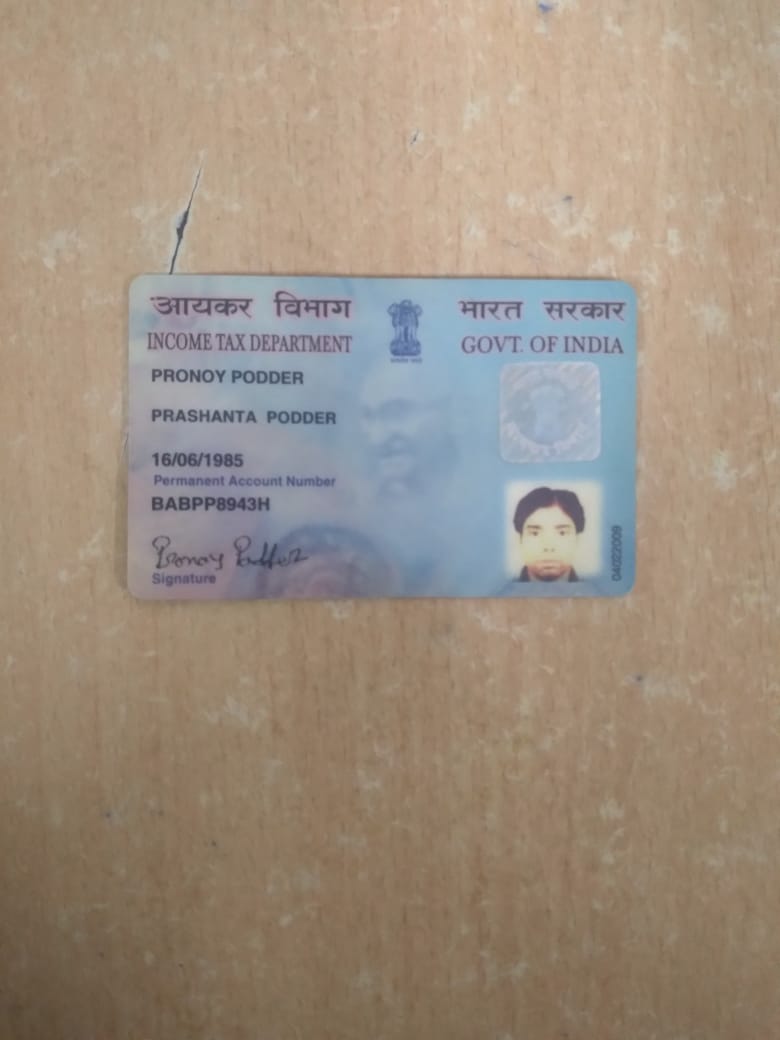 आयकर विभाग
भारत सरकार
INCOME TAX DEPARTMENT
GOVT. OF INDIA
PRONOY PODDER
PRASHANTA PODDER
16/06/1985
Permanent Account Number
BABPP8943H
Pronoy Podder
Signature
04022009